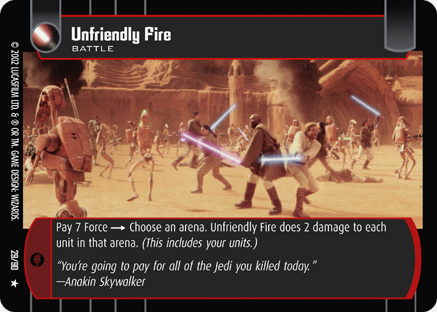 Unfriendly Fire
BATTLE
Pay 7 Force → Choose an arena. Unfriendly Fire does 2 damage to each
unit in that arena. (This includes your units.)
“You’re going to pay for all of the Jedi you killed today.”
—Anakin Skywalker
© 2002 LUCASFILM LTD. & ® OR TM. GAME DESIGN: WIZARDS.
29/90 ★